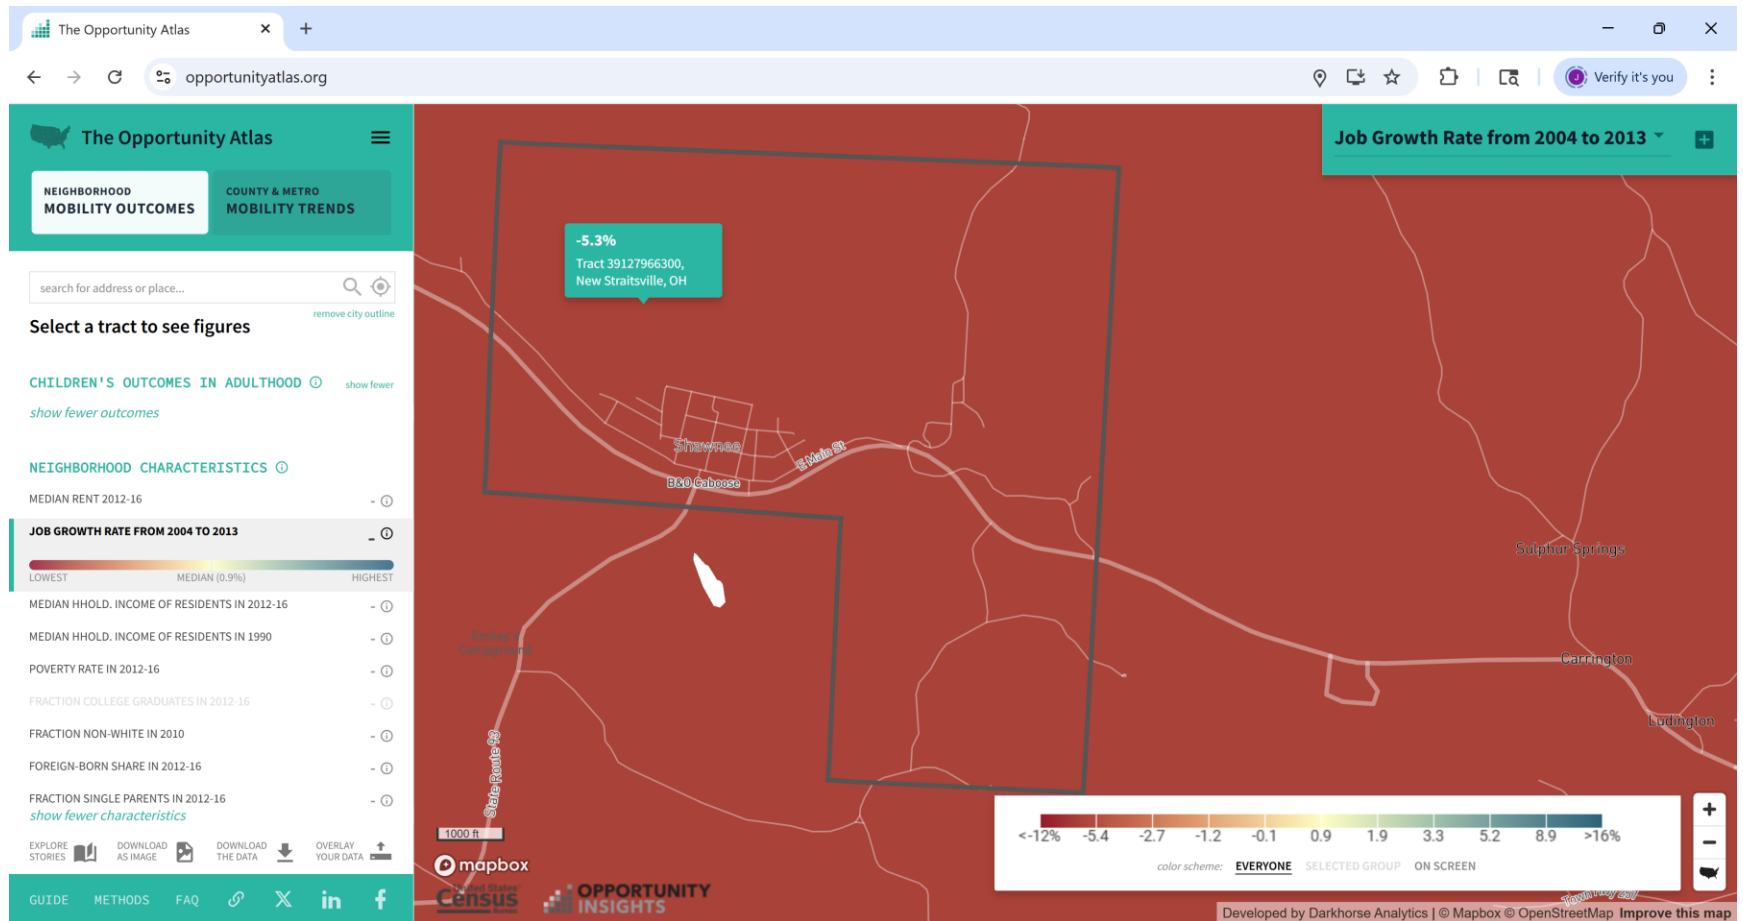 The Opportunity Atlas
opportunityatlas.org
Verify it's you
The Opportunity Atlas
NEIGHBORHOOD
MOBILITY OUTCOMES
COUNTY & METRO
MOBILITY TRENDS
search for address or place...
remove city outline
Select a tract to see figures
CHILDREN'S OUTCOMES IN ADULTHOOD
show fewer
show fewer outcomes
NEIGHBORHOOD CHARACTERISTICS
MEDIAN RENT 2012-16 -
JOB GROWTH RATE FROM 2004 TO 2013 -
LOWEST MEDIAN (0.9%) HIGHEST
MEDIAN HHOLD. INCOME OF RESIDENTS IN 2012-16 -
MEDIAN HHOLD. INCOME OF RESIDENTS IN 1990 -
POVERTY RATE IN 2012-16 -
FRACTION COLLEGE GRADUATES IN 2012-16 -
FRACTION NON-WHITE IN 2010 -
FOREIGN-BORN SHARE IN 2012-16 -
FRACTION SINGLE PARENTS IN 2012-16 -
show fewer characteristics
EXPLORE
STORIES
DOWNLOAD
AS IMAGE
DOWNLOAD
THE DATA
OVERLAY
YOUR DATA
GUIDE METHODS FAQ
Job Growth Rate from 2004 to 2013
-5.3%
Tract 39127966300,
New Straitsville, OH
Shawnee
E Main St
B&O Caboose
Campground
State Route 93
Sulphur Springs
Carrington
Ludington
1000 ft
mapbox
United States
Census
Bureau
OPPORTUNITY
INSIGHTS
<-12% -5.4 -2.7 -1.2 -0.1 0.9 1.9 3.3 5.2 8.9 >16%
color scheme: EVERYONE SELECTED GROUP ON SCREEN
Developed by Darkhorse Analytics | © Mapbox © OpenStreetMap Improve this map